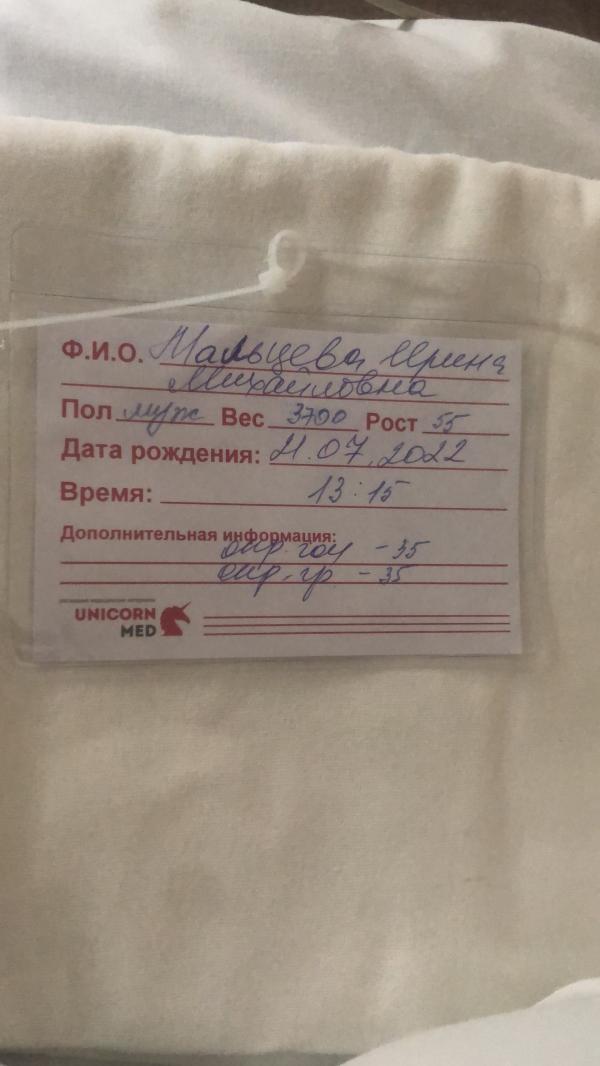 Ф.И.О. Мальцева Ирина
Михайловна
Пол муж Вес 3700 Рост 55
Дата рождения: 21.07.2022
Время: 13:15
Дополнительная информация:
окр. гол - 35
окр. гр. - 35
UNICORN
MED